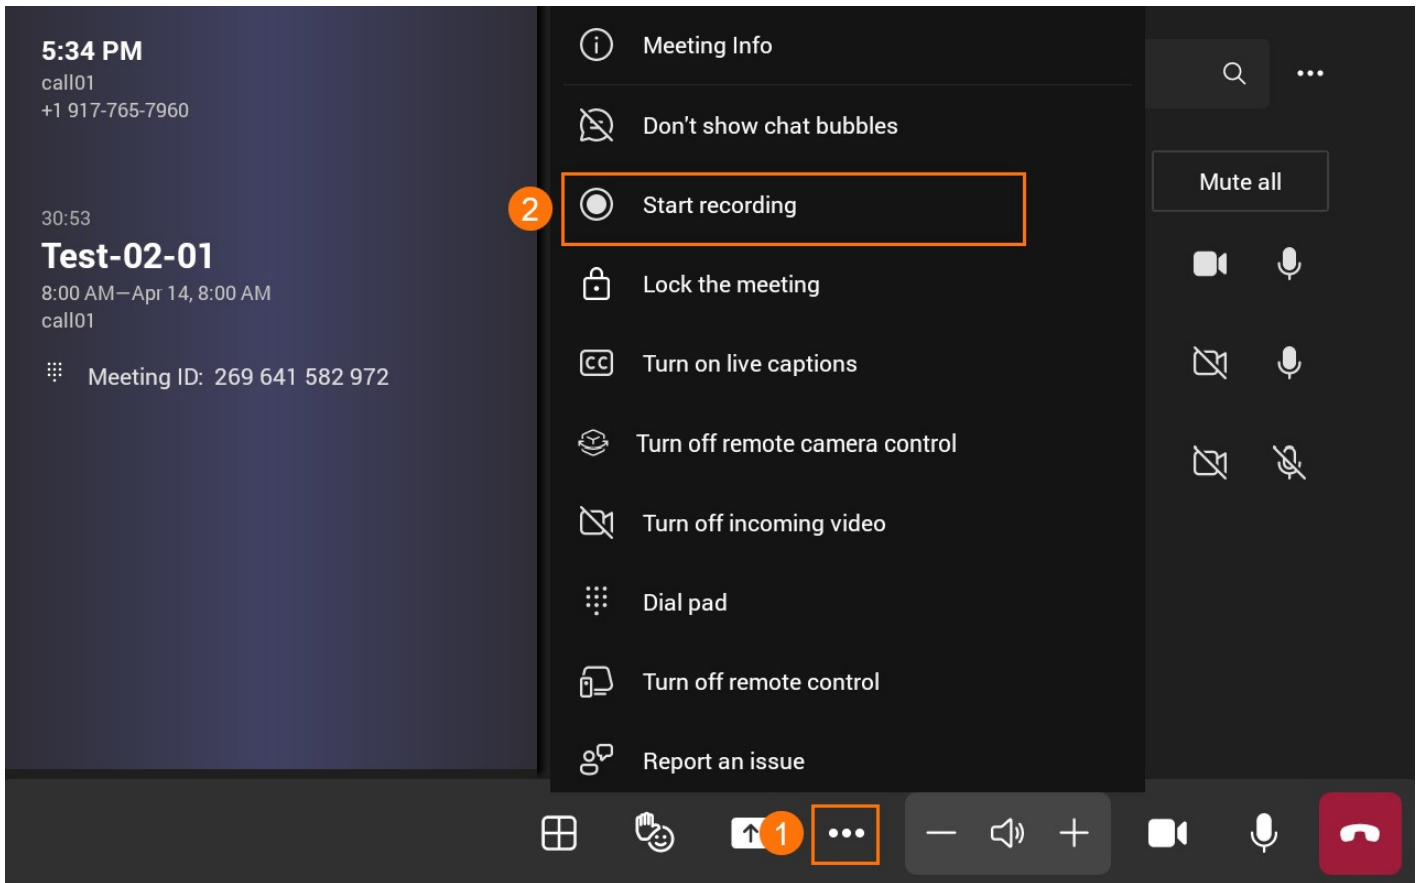 5:34 PM
call01
+1 917-765-7960
30:53
Test-02-01
8:00 AM—Apr 14, 8:00 AM
call01
Meeting ID: 269 641 582 972
Meeting Info
Don't show chat bubbles
2
Start recording
Lock the meeting
CC
Turn on live captions
Turn off remote camera control
Turn off incoming video
Dial pad
Turn off remote control
Report an issue
Mute all
1